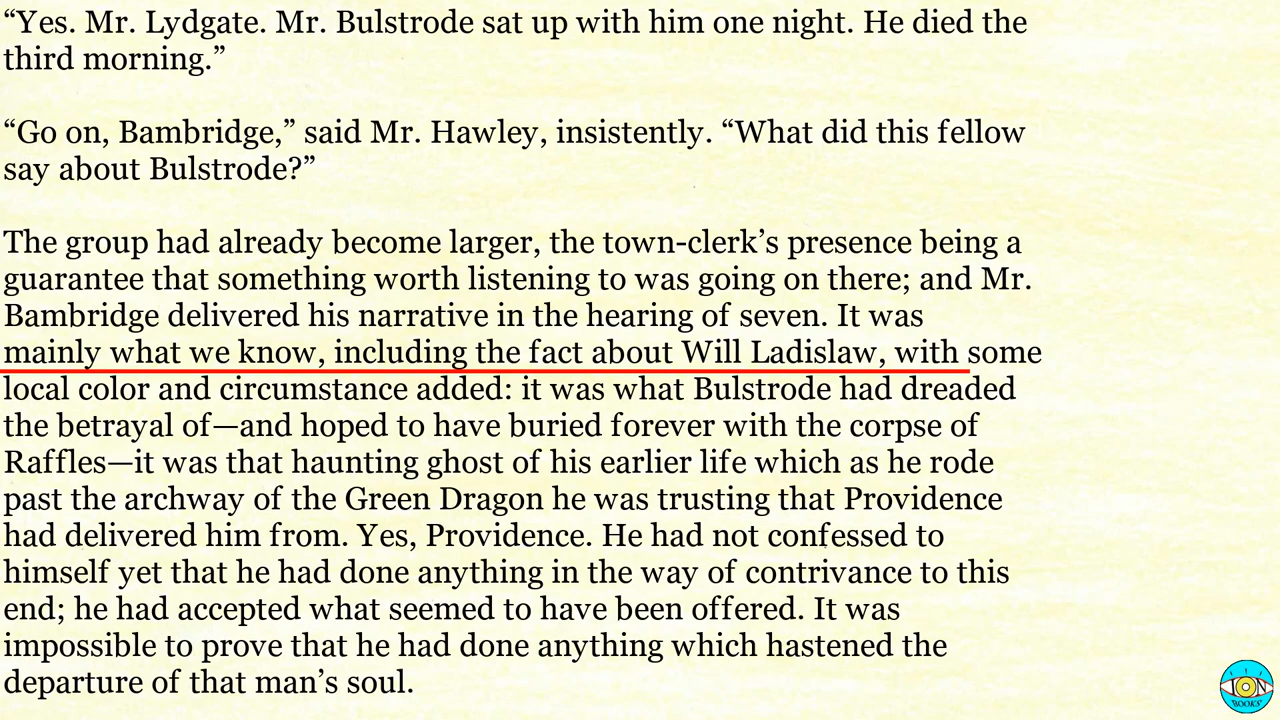 “Yes. Mr. Lydgate. Mr. Bulstrode sat up with him one night. He died the
third morning.”
“Go on, Bambridge,” said Mr. Hawley, insistently. “What did this fellow
say about Bulstrode?”
The group had already become larger, the town-clerk’s presence being a
guarantee that something worth listening to was going on there; and Mr.
Bambridge delivered his narrative in the hearing of seven. It was
mainly what we know, including the fact about Will Ladislaw, with some
local color and circumstance added: it was what Bulstrode had dreaded
the betrayal of—and hoped to have buried forever with the corpse of
Raffles—it was that haunting ghost of his earlier life which as he rode
past the archway of the Green Dragon he was trusting that Providence
had delivered him from. Yes, Providence. He had not confessed to
himself yet that he had done anything in the way of contrivance to this
end; he had accepted what seemed to have been offered. It was
impossible to prove that he had done anything which hastened the
departure of that man’s soul.
ION
BOOKS